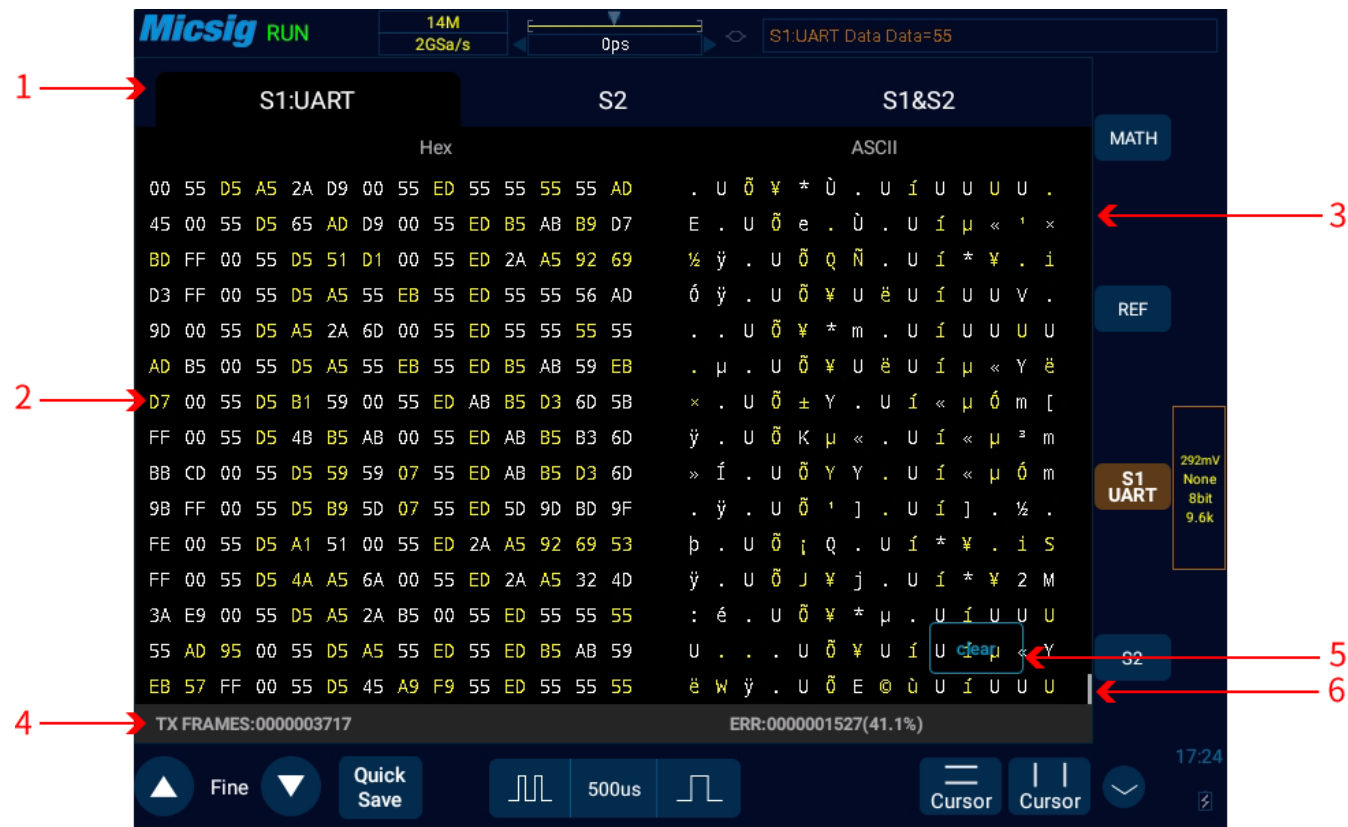 Micsig RUN 14M 2GSa/s 0ps S1:UART Data Data=55
1 S1:UART S2 S1&S2
Hex ASCII MATH
00 55 D5 A5 2A D9 00 55 ED 55 55 55 55 AD . U Õ ¥ * Ù . U í U U U U .
45 00 55 D5 65 AD D9 00 55 ED B5 AB B9 D7 E . U Õ e . Ù . U í µ « ¹ × 3
BD FF 00 55 D5 51 D1 00 55 ED 2A A5 92 69 ½ ÿ . U Õ Q Ñ . U í * ¥ . i
D3 FF 00 55 D5 A5 55 EB 55 ED 55 55 56 AD ó ÿ . U Õ ¥ U ë U í U U V .
REF
9D 00 55 D5 A5 2A 6D 00 55 ED 55 55 55 55 . . U Õ ¥ * m . U í U U U U
AD B5 00 55 D5 A5 55 EB 55 ED B5 AB 59 EB . µ . U Õ ¥ U ë U í µ « Y ë
2 D7 00 55 D5 B1 59 00 55 ED AB B5 D3 6D 5B × . U Õ ± Y . U í « µ Ó m [
FF 00 55 D5 4B B5 AB 00 55 ED AB B5 B3 6D ÿ . U Õ K µ « . U í « µ ³ m
BB CD 00 55 D5 59 59 07 55 ED AB B5 D3 6D » Í . U Õ Y Y . U í « µ Ó m
S1 UART 292mV None 8bit 9.6k
9B FF 00 55 D5 B9 5D 07 55 ED 5D 9D BD 9F . ÿ . U Õ ¹ ] . U í ] . ½ .
FE 00 55 D5 A1 51 00 55 ED 2A A5 92 69 53 þ . U Õ ¡ Q . U í * ¥ . i S
FF 00 55 D5 4A A5 6A 00 55 ED 2A A5 32 4D ÿ . U Õ J ¥ j . U í * ¥ 2 M
3A E9 00 55 D5 A5 2A B5 00 55 ED 55 55 55 : é . U Õ ¥ * µ . U í U U U
55 AD 95 00 55 D5 A5 55 ED 55 ED B5 AB 59 U . . . U Õ ¥ U í U í µ « Y
clear S2 5
EB 57 FF 00 55 D5 45 A9 F9 55 ED 55 55 55 ë W ÿ . U Õ E © ù U í U U U 6
4 TX FRAMES:0000003717 ERR:0000001527(41.1%)
17:24
Fine Quick Save 500us Cursor Cursor